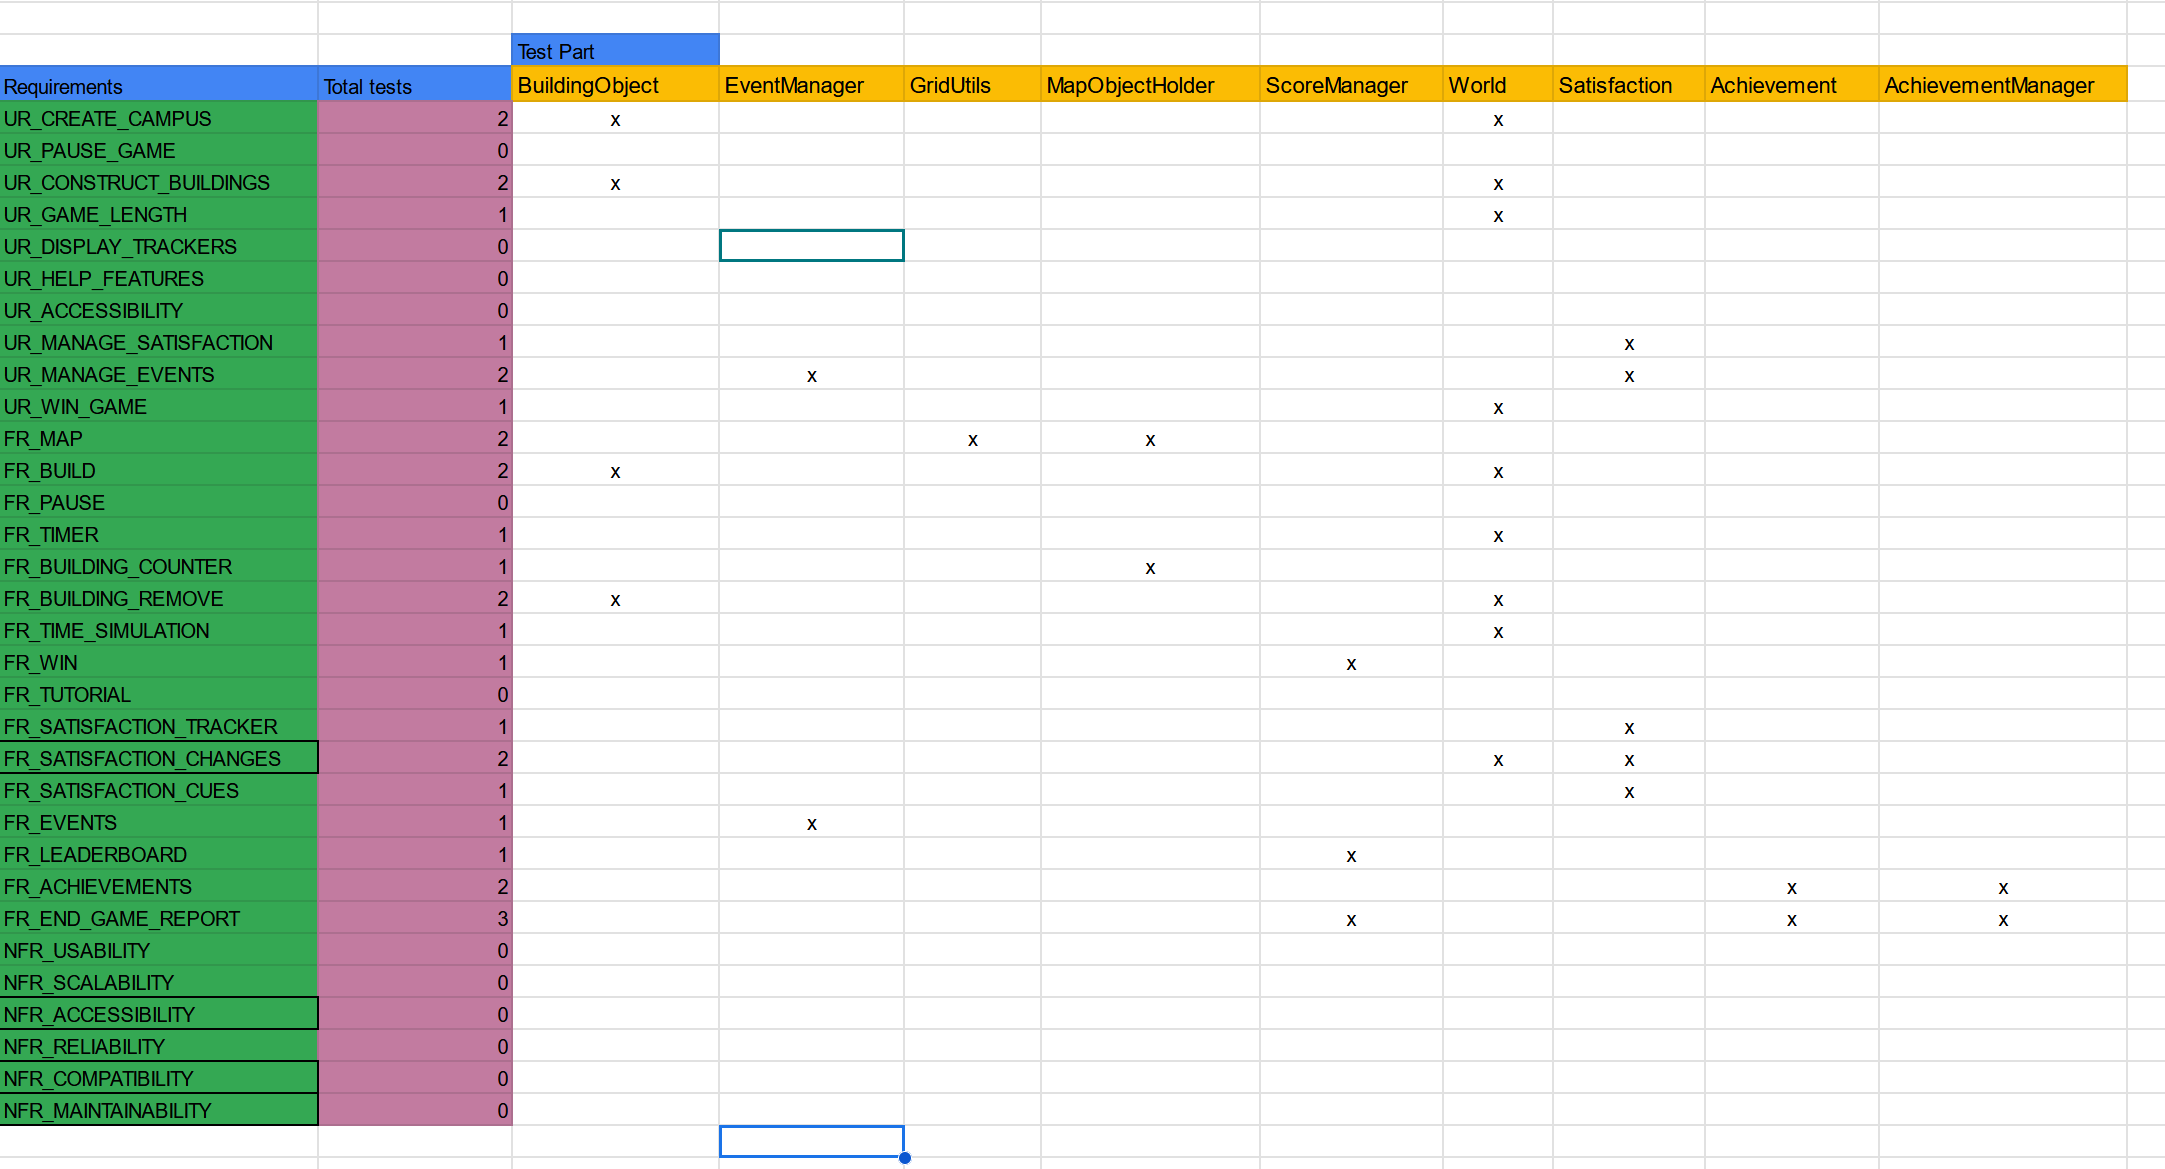 Test Part
Requirements Total tests BuildingObject EventManager GridUtils MapObjectHolder ScoreManager World Satisfaction Achievement AchievementManager
UR_CREATE_CAMPUS 2 x x
UR_PAUSE_GAME 0
UR_CONSTRUCT_BUILDINGS 2 x x
UR_GAME_LENGTH 1 x
UR_DISPLAY_TRACKERS 0
UR_HELP_FEATURES 0
UR_ACCESSIBILITY 0
UR_MANAGE_SATISFACTION 1 x
UR_MANAGE_EVENTS 2 x x
UR_WIN_GAME 1 x
FR_MAP 2 x x
FR_BUILD 2 x x
FR_PAUSE 0
FR_TIMER 1 x
FR_BUILDING_COUNTER 1 x
FR_BUILDING_REMOVE 2 x x
FR_TIME_SIMULATION 1 x
FR_WIN 1 x
FR_TUTORIAL 0
FR_SATISFACTION_TRACKER 1 x
FR_SATISFACTION_CHANGES 2 x x
FR_SATISFACTION_CUES 1 x
FR_EVENTS 1 x
FR_LEADERBOARD 1 x
FR_ACHIEVEMENTS 2 x x
FR_END_GAME_REPORT 3 x x x
NFR_USABILITY 0
NFR_SCALABILITY 0
NFR_ACCESSIBILITY 0
NFR_RELIABILITY 0
NFR_COMPATIBILITY 0
NFR_MAINTAINABILITY 0